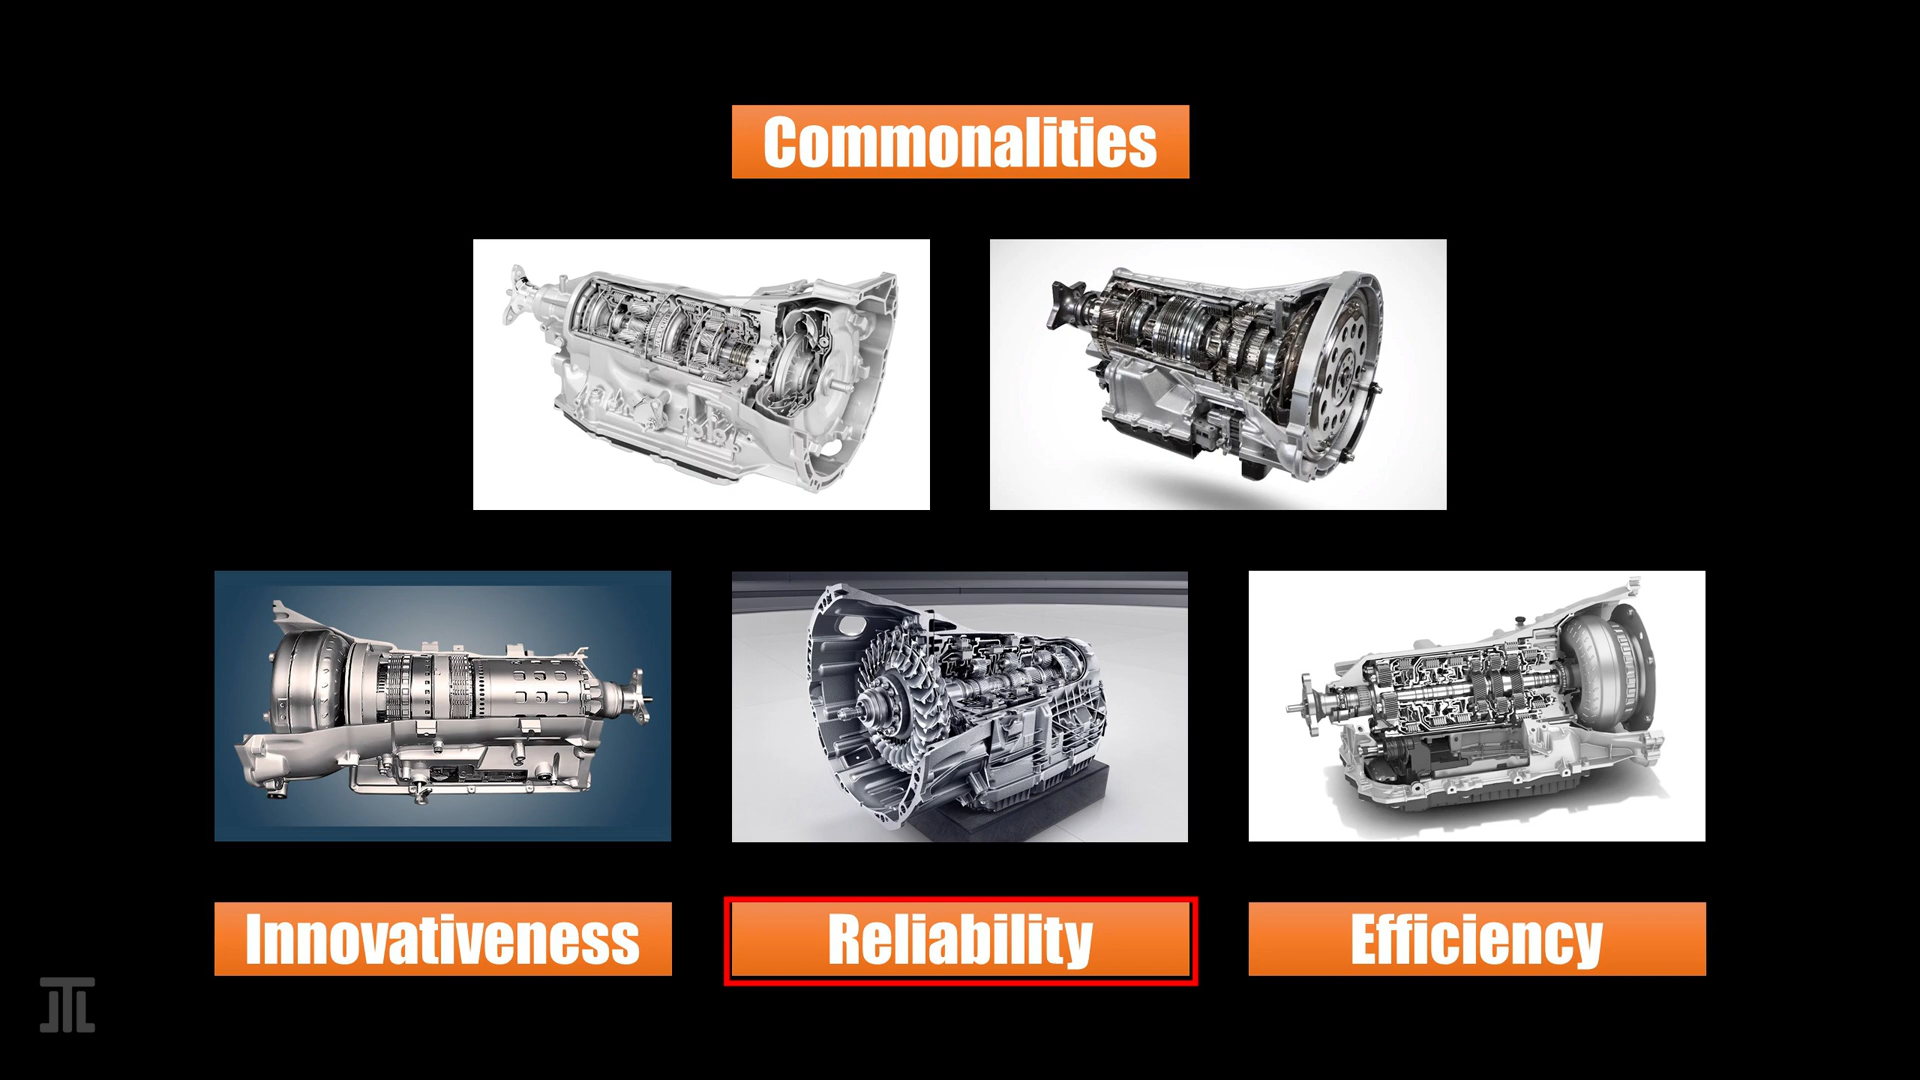 Commonalities
Innovativeness
Reliability
Efficiency